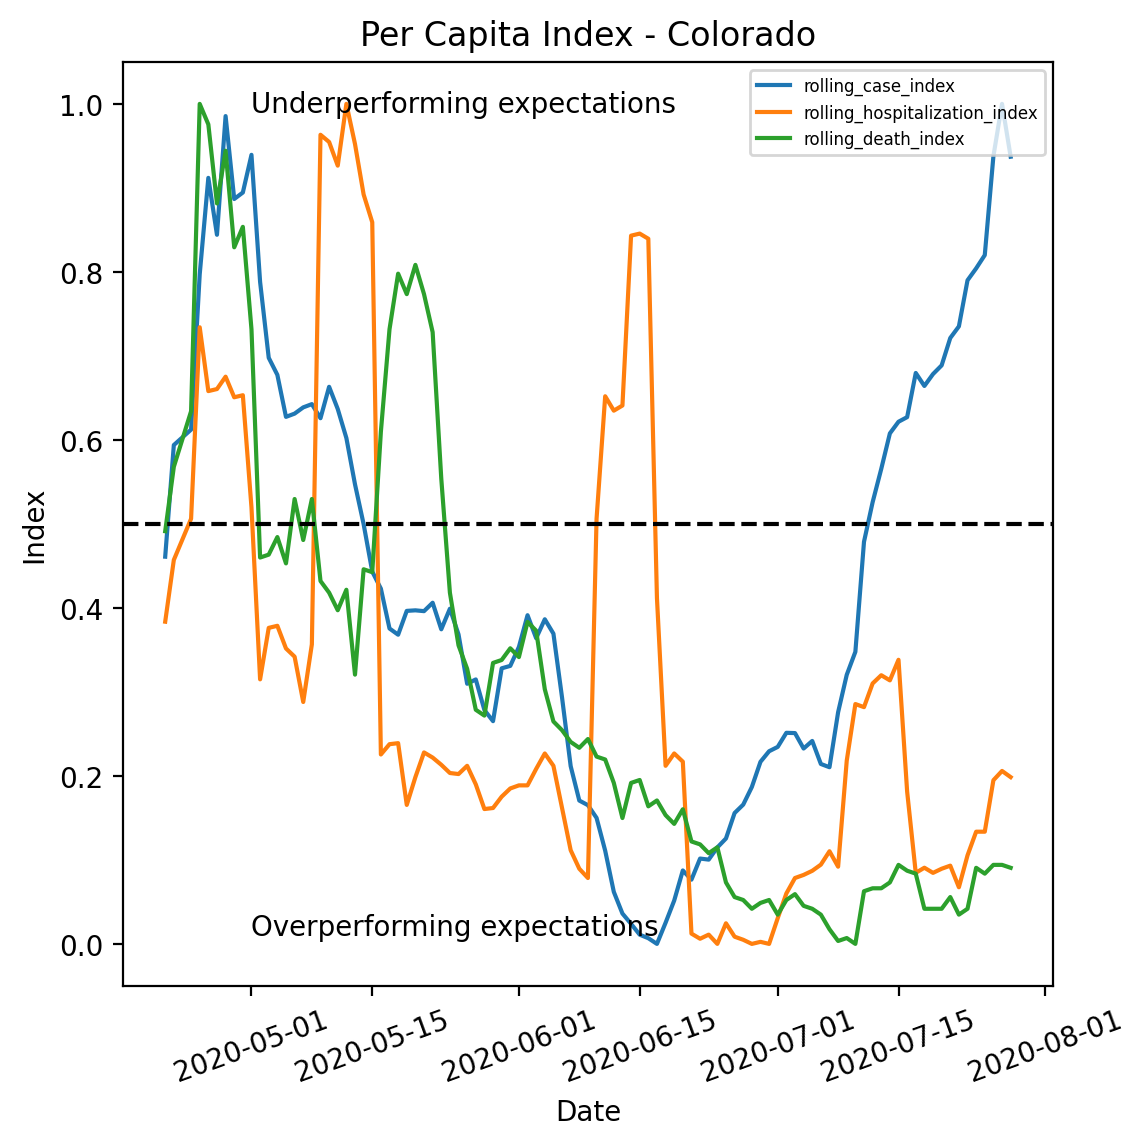 Per Capita Index - Colorado
Underperforming expectations
rolling_case_index
rolling_hospitalization_index
rolling_death_index
1.0
0.8
0.6
0.4
0.2
0.0
Index
Overperforming expectations
2020-05-01
2020-05-15
2020-06-01
2020-06-15
2020-07-01
2020-07-15
2020-08-01
Date